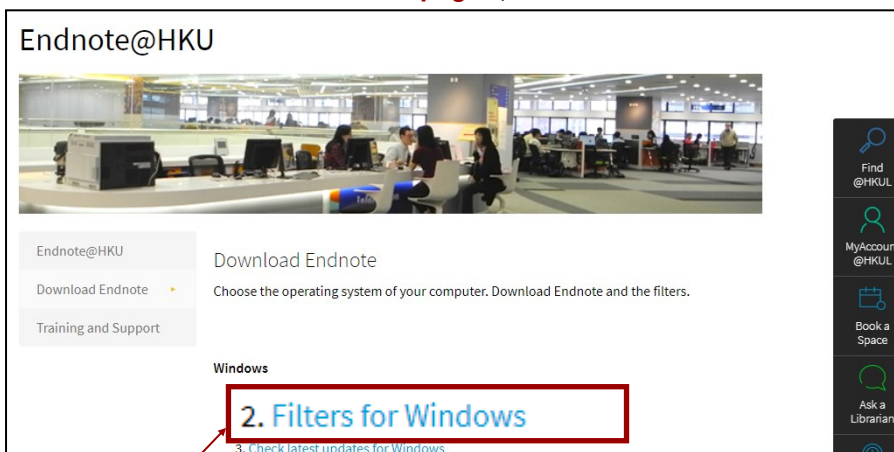 Endnote@HKU
Endnote@HKU
Download Endnote
Training and Support
Download Endnote
Choose the operating system of your computer. Download Endnote and the filters.
Windows
2. Filters for Windows
3. Check latest updates for Windows
Find
@HKUL
MyAccount
@HKUL
Book a
Space
Ask a
Librarian